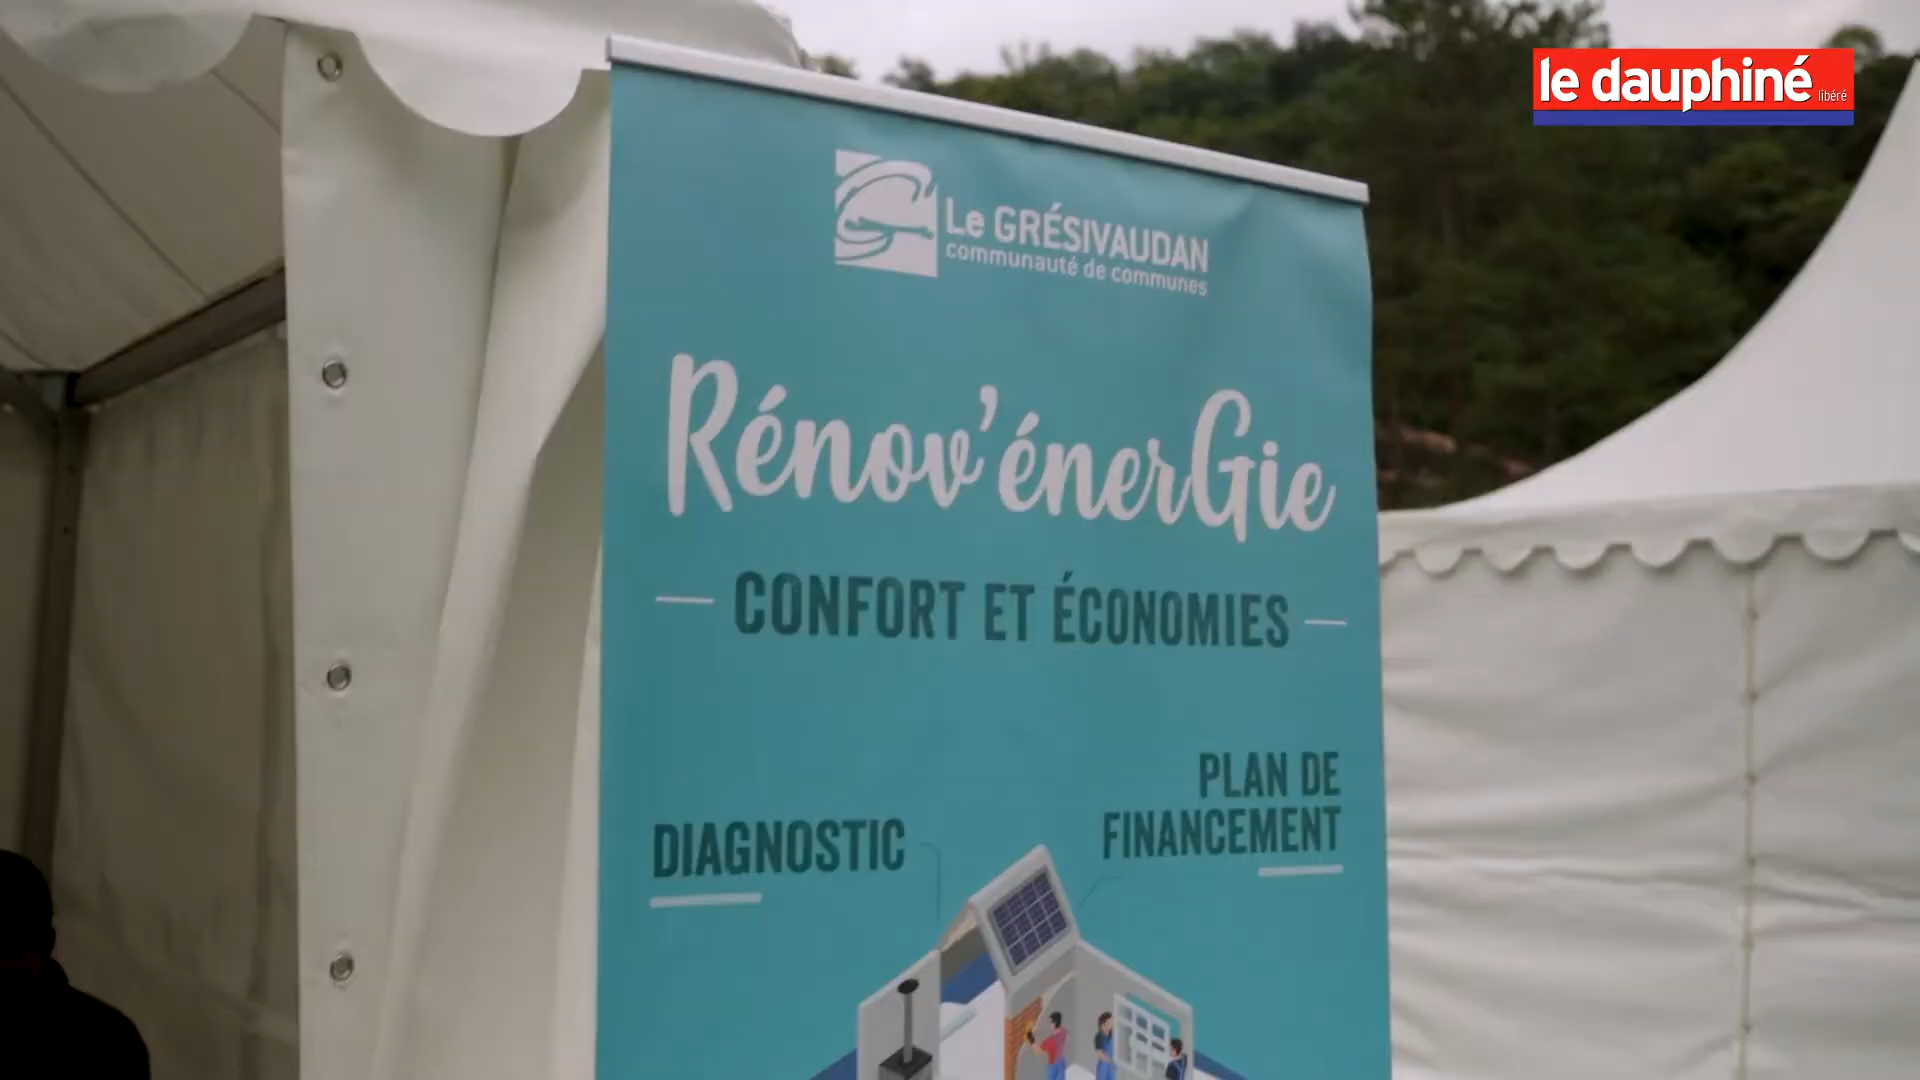 le dauphiné
libéré
Le GRÉSIVAUDAN
communauté de communes
Rénov'énerGie
CONFORT ET ÉCONOMIES
DIAGNOSTIC
PLAN DE
FINANCEMENT